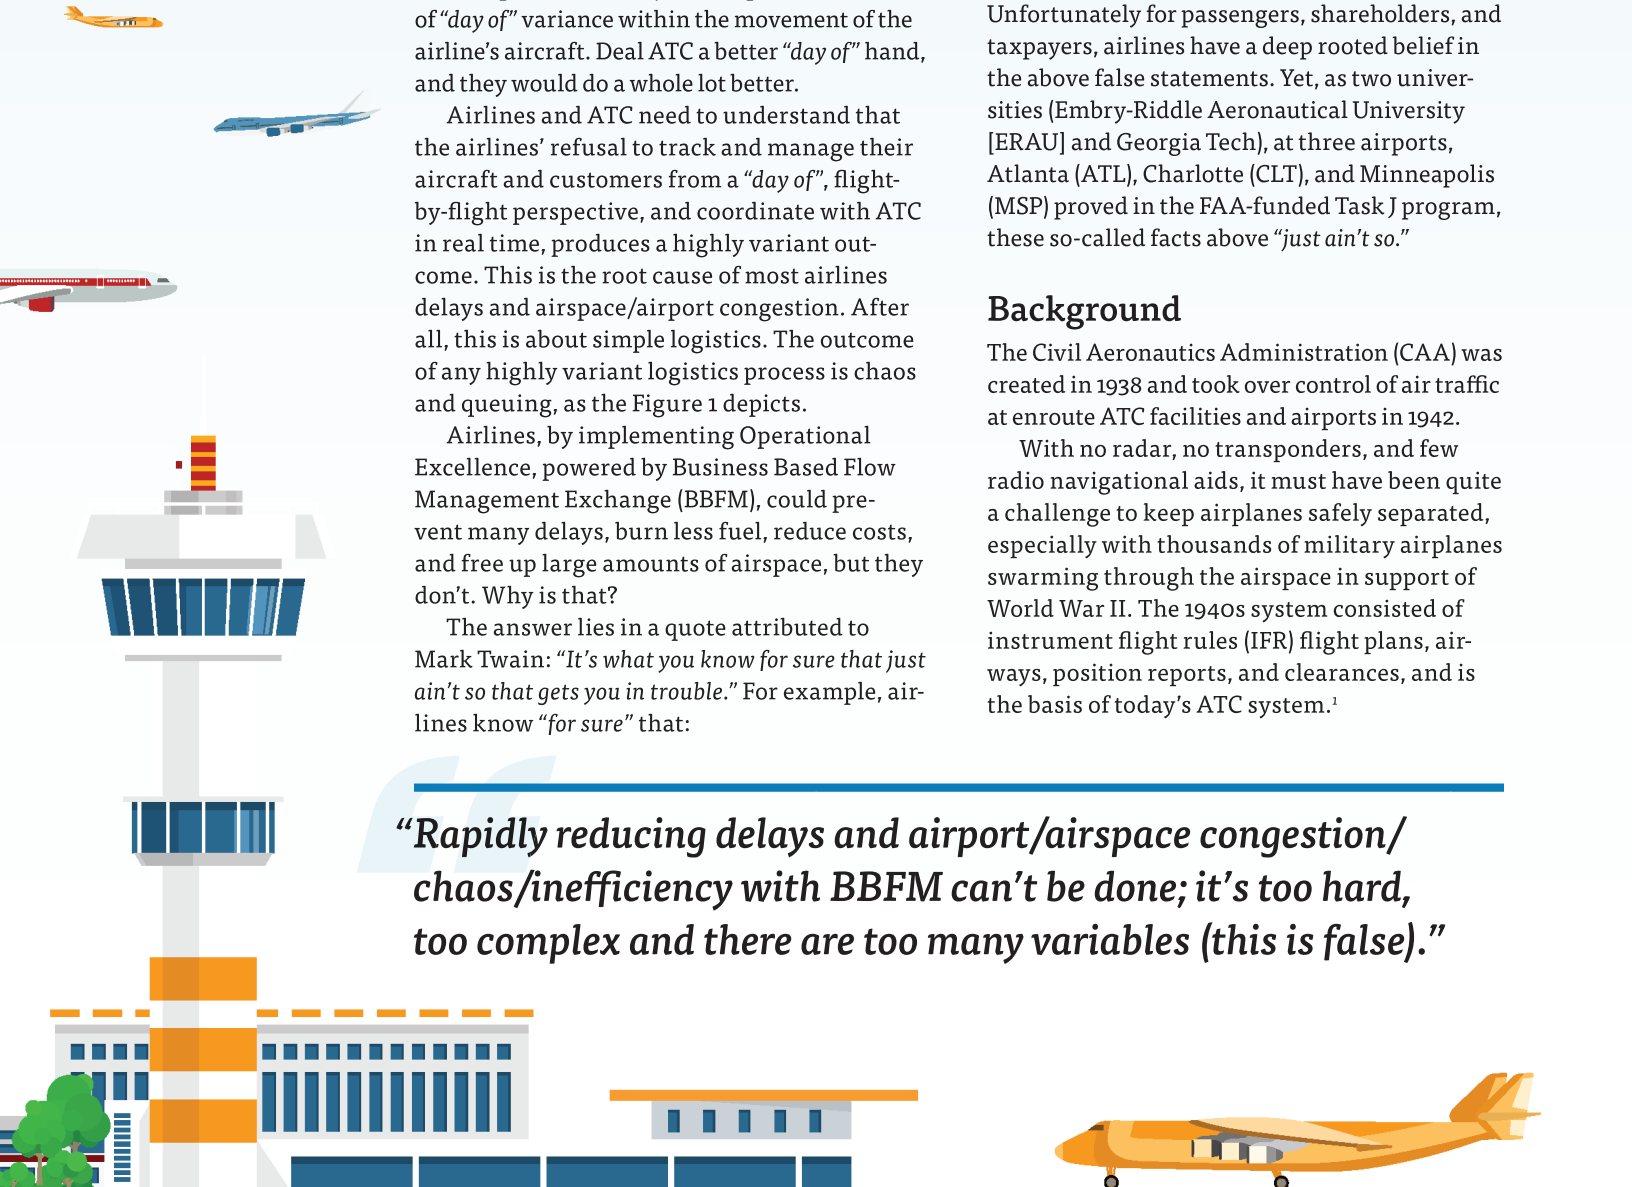 of “day of” variance within the movement of the
airline’s aircraft. Deal ATC a better “day of” hand,
and they would do a whole lot better.
Airlines and ATC need to understand that
the airlines’ refusal to track and manage their
aircraft and customers from a “day of”, flight-
by-flight perspective, and coordinate with ATC
in real time, produces a highly variant out-
come. This is the root cause of most airlines
delays and airspace/airport congestion. After
all, this is about simple logistics. The outcome
of any highly variant logistics process is chaos
and queuing, as the Figure 1 depicts.
Airlines, by implementing Operational
Excellence, powered by Business Based Flow
Management Exchange (BBFM), could pre-
vent many delays, burn less fuel, reduce costs,
and free up large amounts of airspace, but they
don’t. Why is that?
The answer lies in a quote attributed to
Mark Twain: “It’s what you know for sure that just
ain’t so that gets you in trouble.” For example, air-
lines know “for sure” that:
Unfortunately for passengers, shareholders, and
taxpayers, airlines have a deep rooted belief in
the above false statements. Yet, as two univer-
sities (Embry-Riddle Aeronautical University
[ERAU] and Georgia Tech), at three airports,
Atlanta (ATL), Charlotte (CLT), and Minneapolis
(MSP) proved in the FAA-funded Task J program,
these so-called facts above “just ain’t so.”
Background
The Civil Aeronautics Administration (CAA) was
created in 1938 and took over control of air traffic
at enroute ATC facilities and airports in 1942.
With no radar, no transponders, and few
radio navigational aids, it must have been quite
a challenge to keep airplanes safely separated,
especially with thousands of military airplanes
swarming through the airspace in support of
World War II. The 1940s system consisted of
instrument flight rules (IFR) flight plans, air-
ways, position reports, and clearances, and is
the basis of today’s ATC system.¹
“Rapidly reducing delays and airport/airspace congestion/
chaos/inefficiency with BBFM can’t be done; it’s too hard,
too complex and there are too many variables (this is false).”